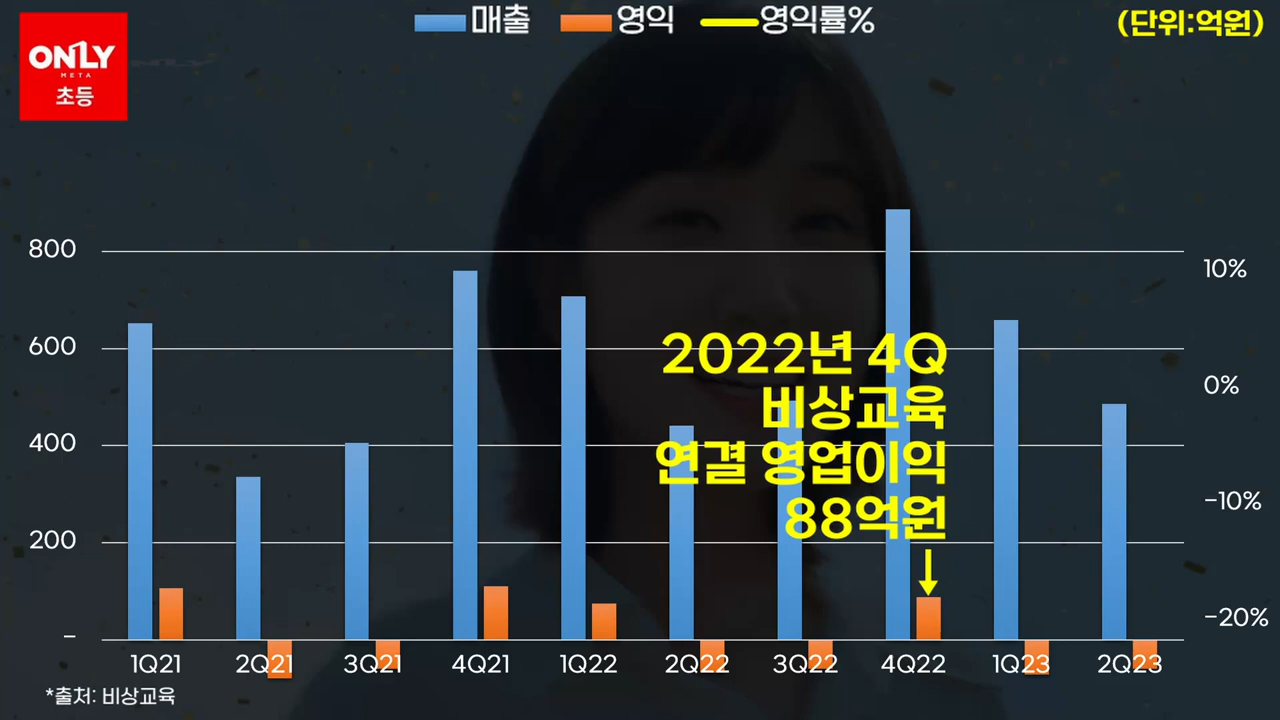 매출 영익 영익률%
(단위:억원)
ONLY
META
초등
800
600
400
200
-
10%
0%
-10%
-20%
2022년 4Q
비상교육
연결 영업이익
88억원
↓
1Q21 2Q21 3Q21 4Q21 1Q22 2Q22 3Q22 4Q22 1Q23 2Q23
*출처: 비상교육